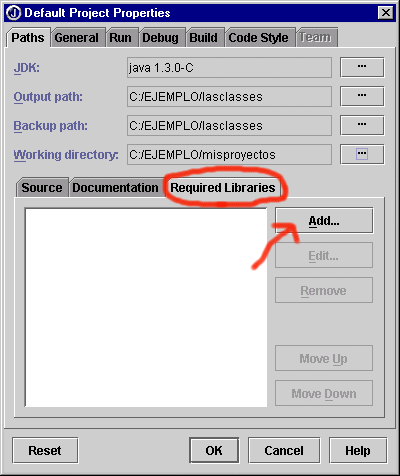 Default Project Properties
Paths General Run Debug Build Code Style Team
JDK: java 1.3.0-C ...
Output path: C:/EJEMPLO/lasclasses ...
Backup path: C:/EJEMPLO/lasclasses ...
Working directory: C:/EJEMPLO/misproyectos ...
Source Documentation Required Libraries
Add...
Edit...
Remove
Move Up
Move Down
Reset OK Cancel Help